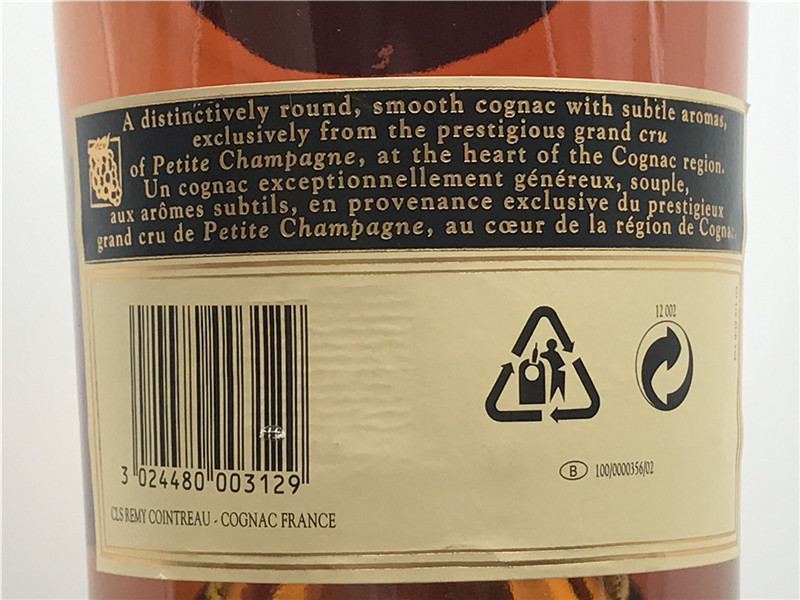 A distinctively round, smooth cognac with subtle aromas,
exclusively from the prestigious grand cru
of Petite Champagne, at the heart of the Cognac region.
Un cognac exceptionnellement généreux, souple,
aux arômes subtils, en provenance exclusive du prestigieux
grand cru de Petite Champagne, au cœur de la région de Cognac.
12 002
B 100/0000356/02
3 024480 003129
CLS REMY COINTREAU - COGNAC FRANCE